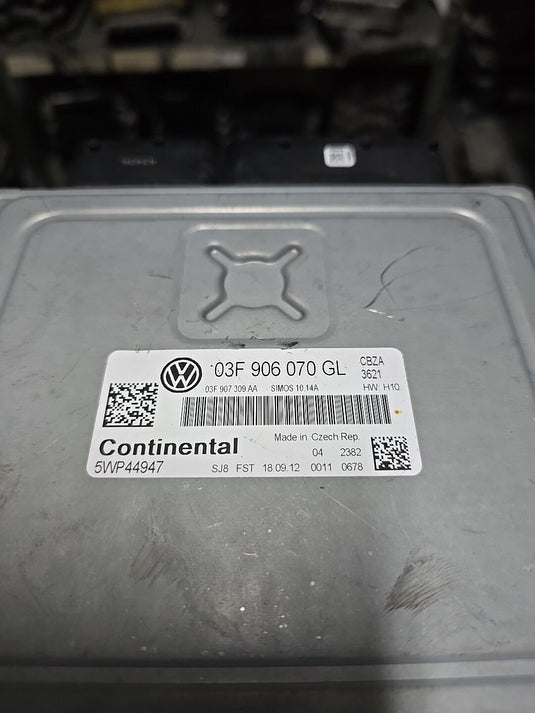 03F 906 070 GL CBZA
3621
03F 907 309 AA SIMOS 10.14A HW: H10
Made in Czech Rep.
Continental
04 2382
5WP44947 SJ8 FST 18.09.12 0011 0678